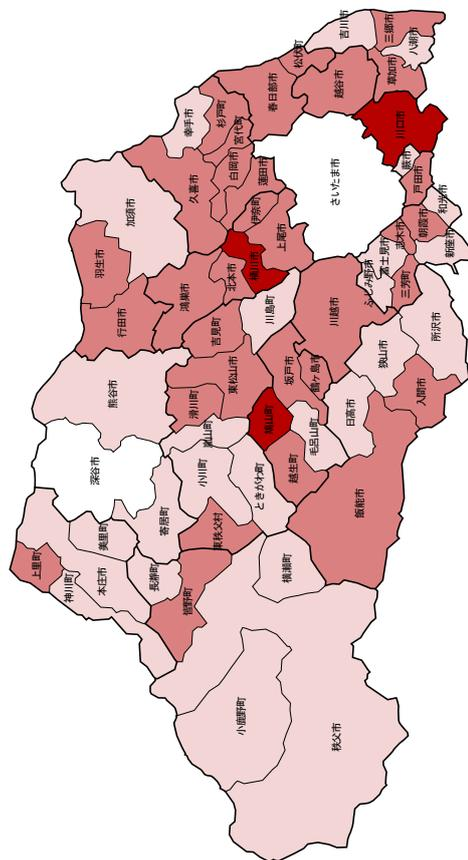 上里町
神川町
本庄市
美里町
深谷市
熊谷市
行田市
羽生市
加須市
幸手市
久喜市
杉戸町
宮代町
白岡市
蓮田市
春日部市
松伏町
吉川市
三郷市
八潮市
草加市
越谷市
川口市
蕨市
戸田市
さいたま市
和光市
朝霞市
新座市
志木市
富士見市
ふじみ野市
三芳町
所沢市
狭山市
入間市
川越市
川島町
上尾市
伊奈町
桶川市
北本市
鴻巣市
吉見町
東松山市
滑川町
嵐山町
小川町
寄居町
長瀞町
皆野町
東秩父村
ときがわ町
鳩山町
坂戸市
鶴ヶ島市
毛呂山町
越生町
日高市
飯能市
横瀬町
小鹿野町
秩父市